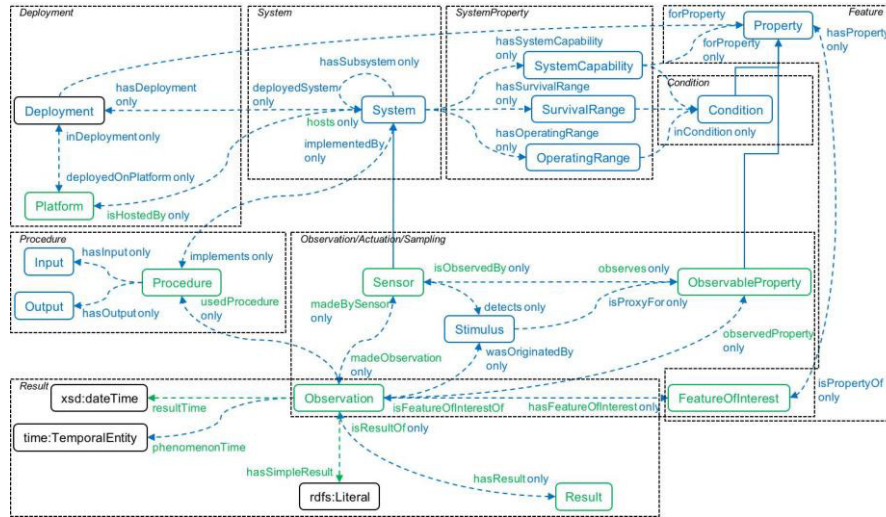 Deployment
System
SystemProperty
Feature
forProperty
only
Property
hasProperty
only
hasSystemCapability
only
forProperty
only
SystemCapability
hasSubsystem only
hasDeployment
only
deployedSystem
only
Condition
Deployment
System
hasSurvivalRange
only
SurvivalRange
Condition
hosts only
inDeployment only
implementedBy
only
hasOperatingRange
only
inCondition only
OperatingRange
deployedOnPlatform
only
Platform
isHostedBy only
Procedure
Observation/Actuation/Sampling
hasInput only
Input
implements only
Procedure
Sensor
isObservedBy only
observes only
ObservableProperty
Output
usedProcedure
only
hasOutput only
madeBySensor
only
detects only
isProxyFor only
Stimulus
observedProperty
only
wasOriginatedBy
only
madeObservation
only
Result
xsd:dateTime
resultTime
Observation
isFeatureOfInterestOf
hasFeatureOfInterest
only
FeatureOfInterest
isPropertyOf
only
isResultOf only
time:TemporalEntity
phenomenonTime
hasSimpleResult
hasResult only
rdfs:Literal
Result